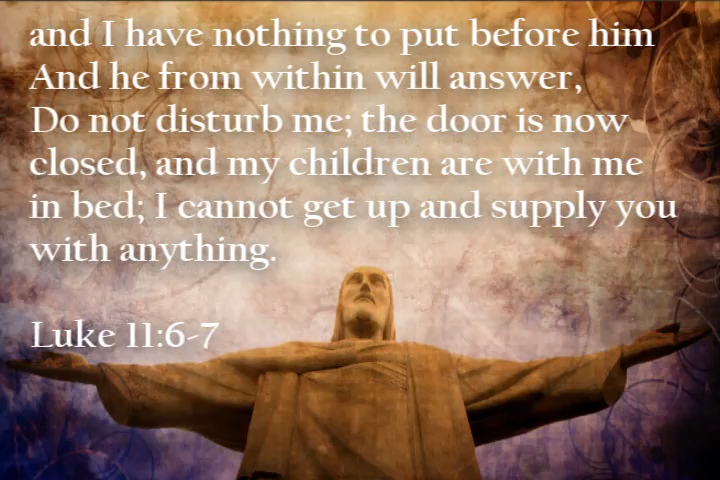 and I have nothing to put before him
And he from within will answer,
Do not disturb me; the door is now
closed, and my children are with me
in bed; I cannot get up and supply you
with anything.
Luke 11:6-7